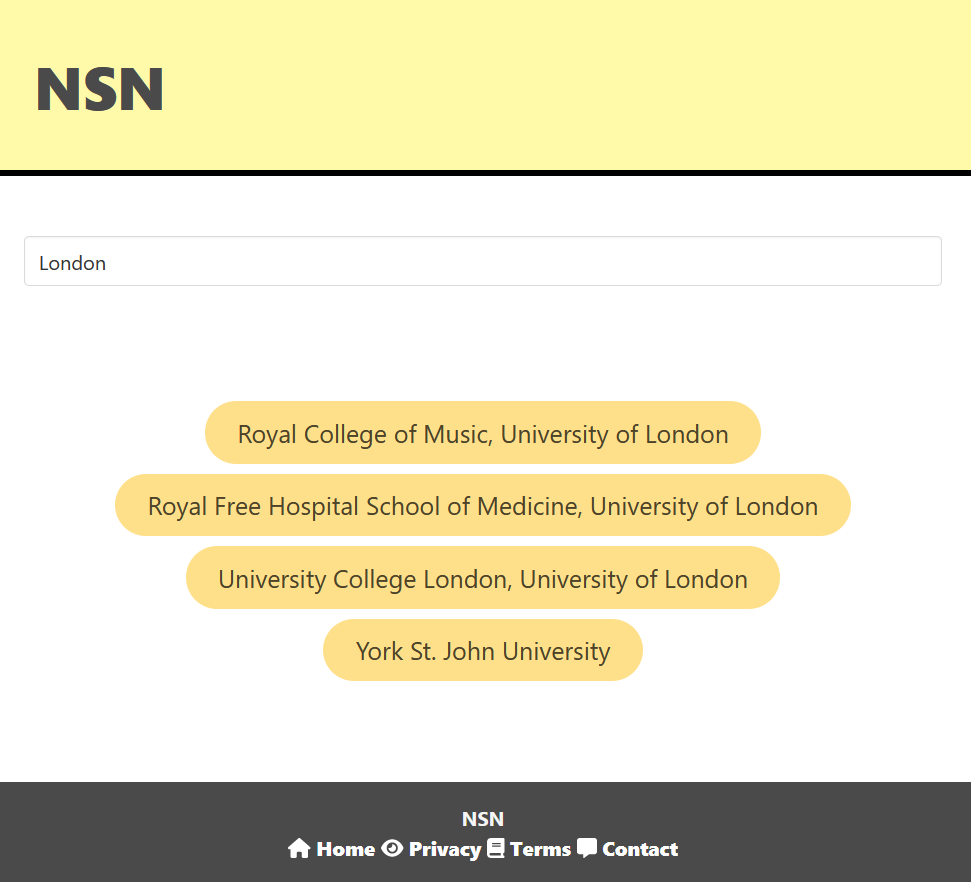 NSN
London
Royal College of Music, University of London
Royal Free Hospital School of Medicine, University of London
University College London, University of London
York St. John University
NSN
Home Privacy Terms Contact